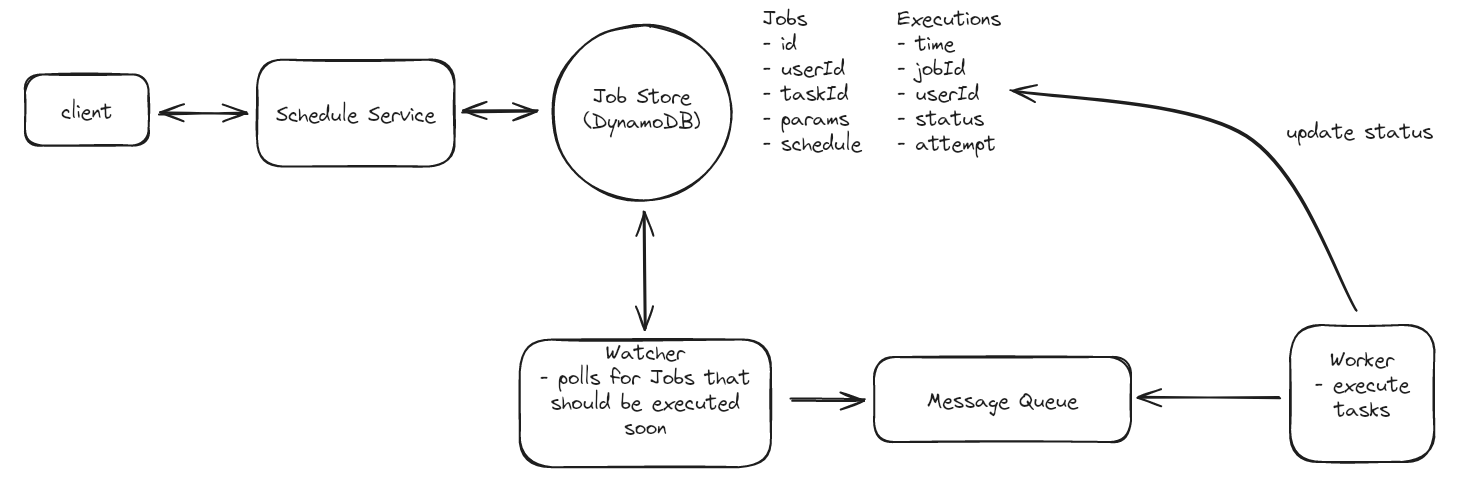 client
Schedule Service
Job Store
(DynamoDB)
Jobs
- id
- userId
- taskId
- params
- schedule
Executions
- time
- jobId
- userId
- status
- attempt
update status
Watcher
- polls for Jobs that
should be executed
soon
Message Queue
Worker
- execute
tasks